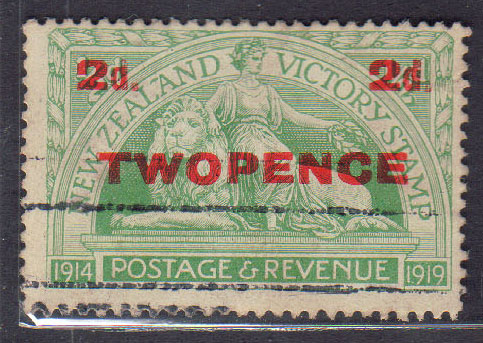 2d. 2d.
NEW ZEALAND VICTORY STAMP
TWOPENCE
1914 POSTAGE & REVENUE 1919